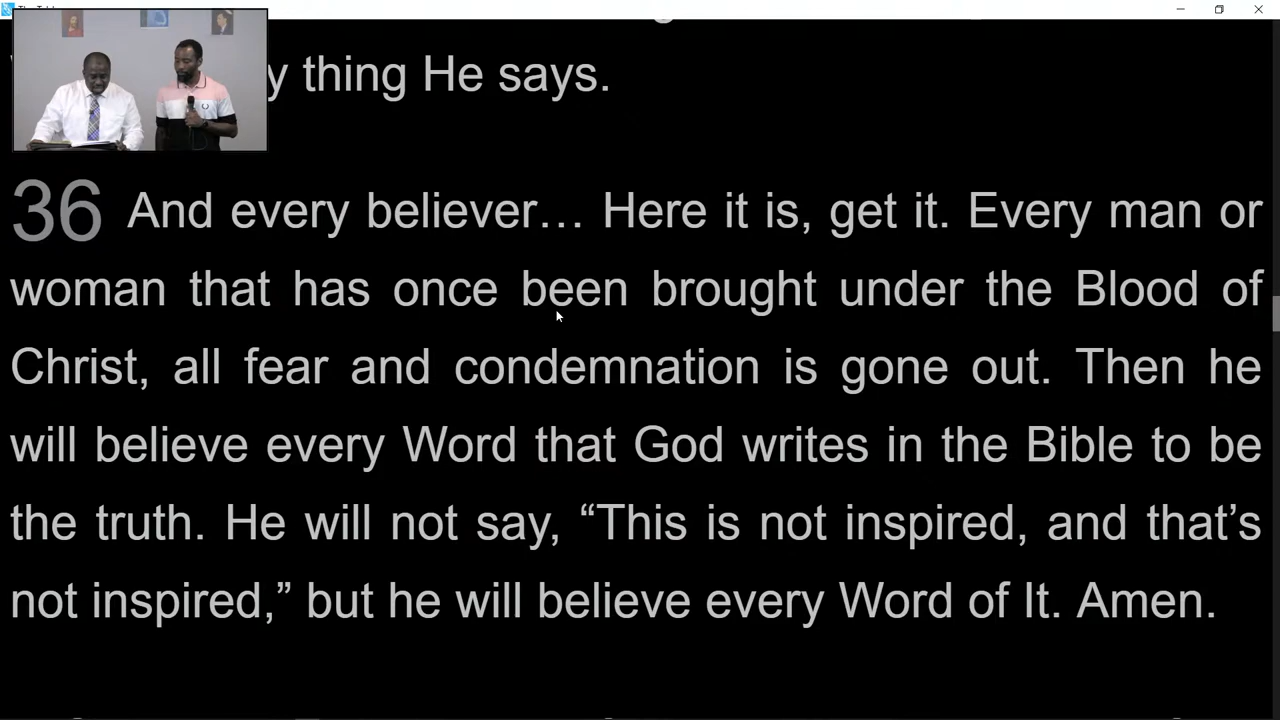 y thing He says.
36 And every believer… Here it is, get it. Every man or
woman that has once been brought under the Blood of
Christ, all fear and condemnation is gone out. Then he
will believe every Word that God writes in the Bible to be
the truth. He will not say, “This is not inspired, and that’s
not inspired,” but he will believe every Word of It. Amen.